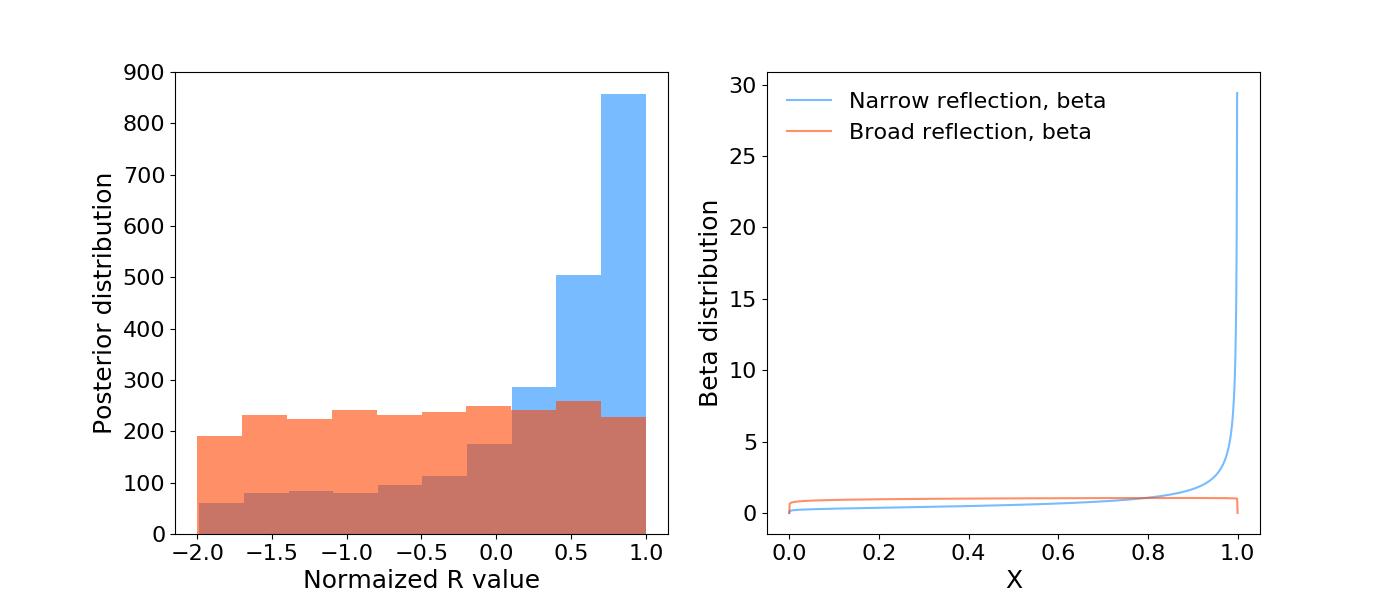 900
800
700
600
500
400
300
200
100
0
Posterior distribution
−2.0 −1.5 −1.0 −0.5 0.0 0.5 1.0
Normaized R value
30
25
20
15
10
5
0
Beta distribution
Narrow reflection, beta
Broad reflection, beta
0.0 0.2 0.4 0.6 0.8 1.0
X